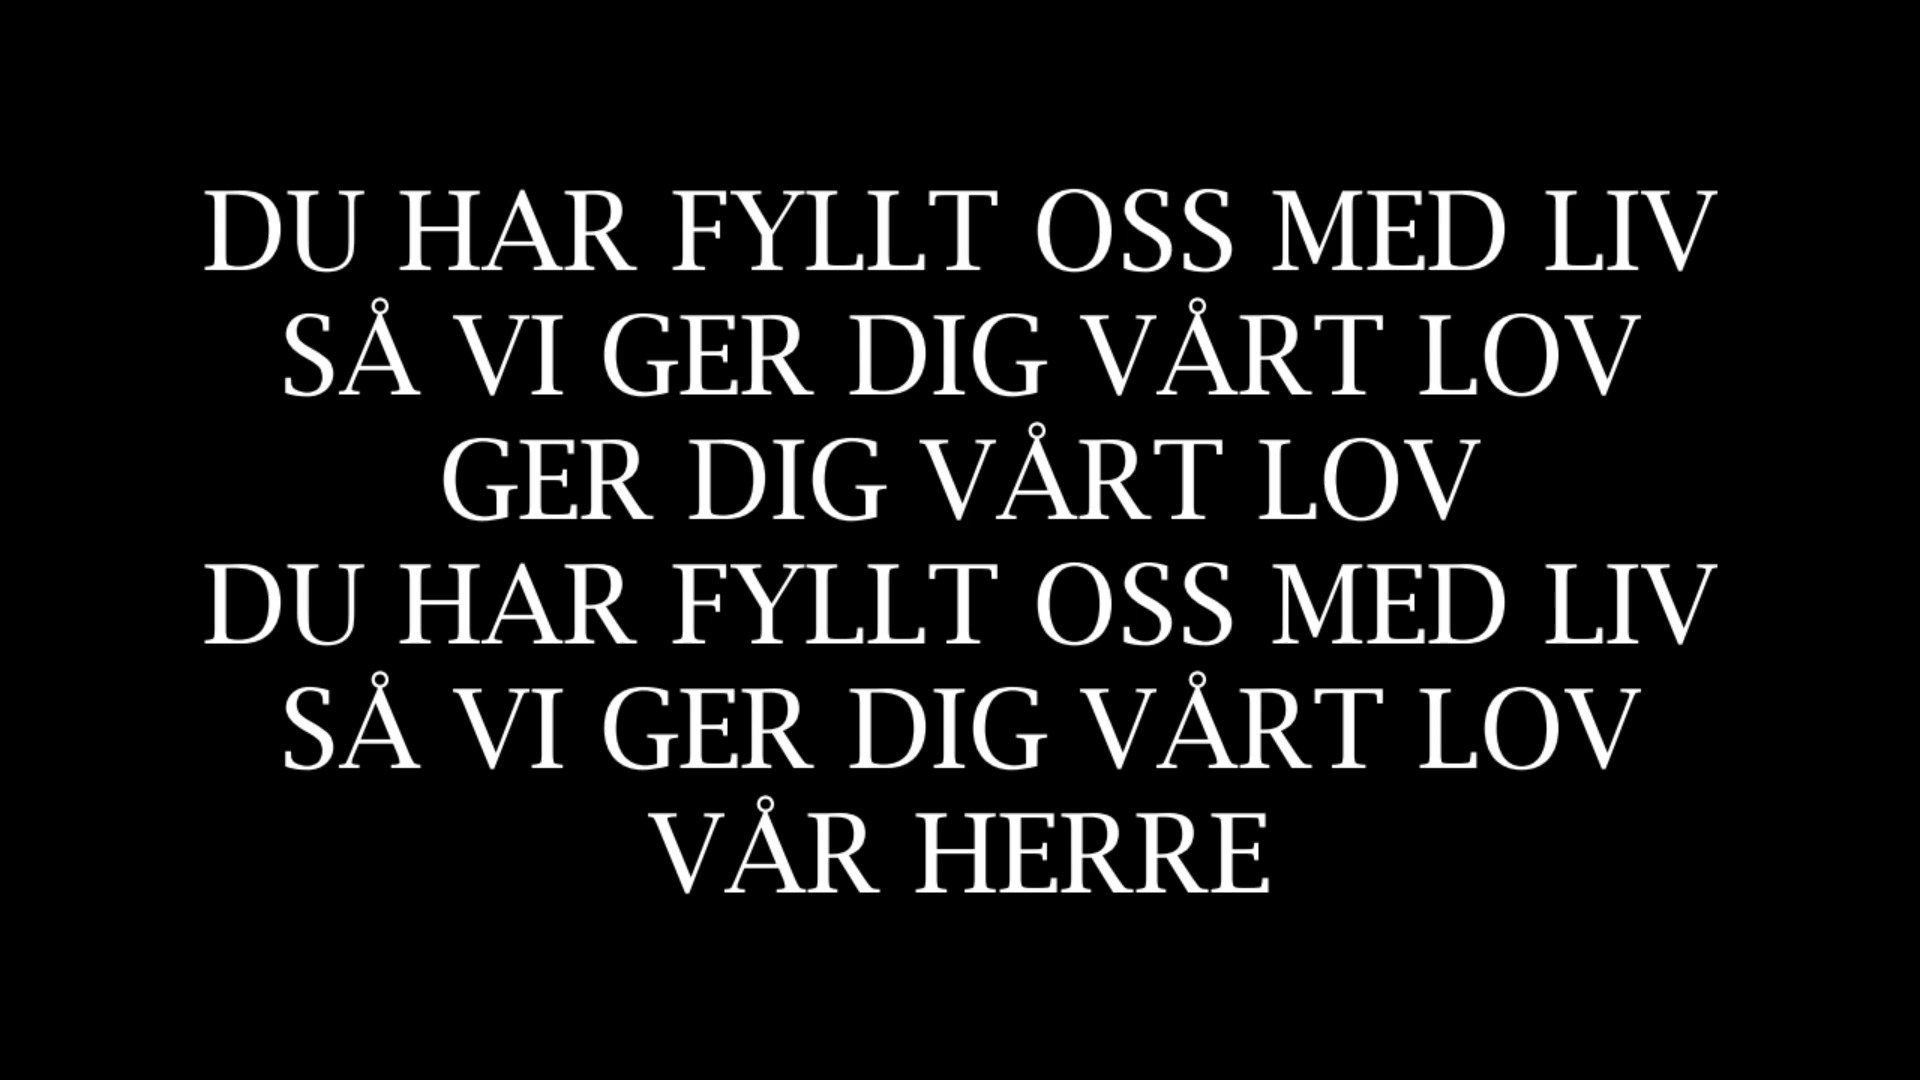 DU HAR FYLLT OSS MED LIV
SÅ VI GER DIG VÅRT LOV
GER DIG VÅRT LOV
DU HAR FYLLT OSS MED LIV
SÅ VI GER DIG VÅRT LOV
VÅR HERRE